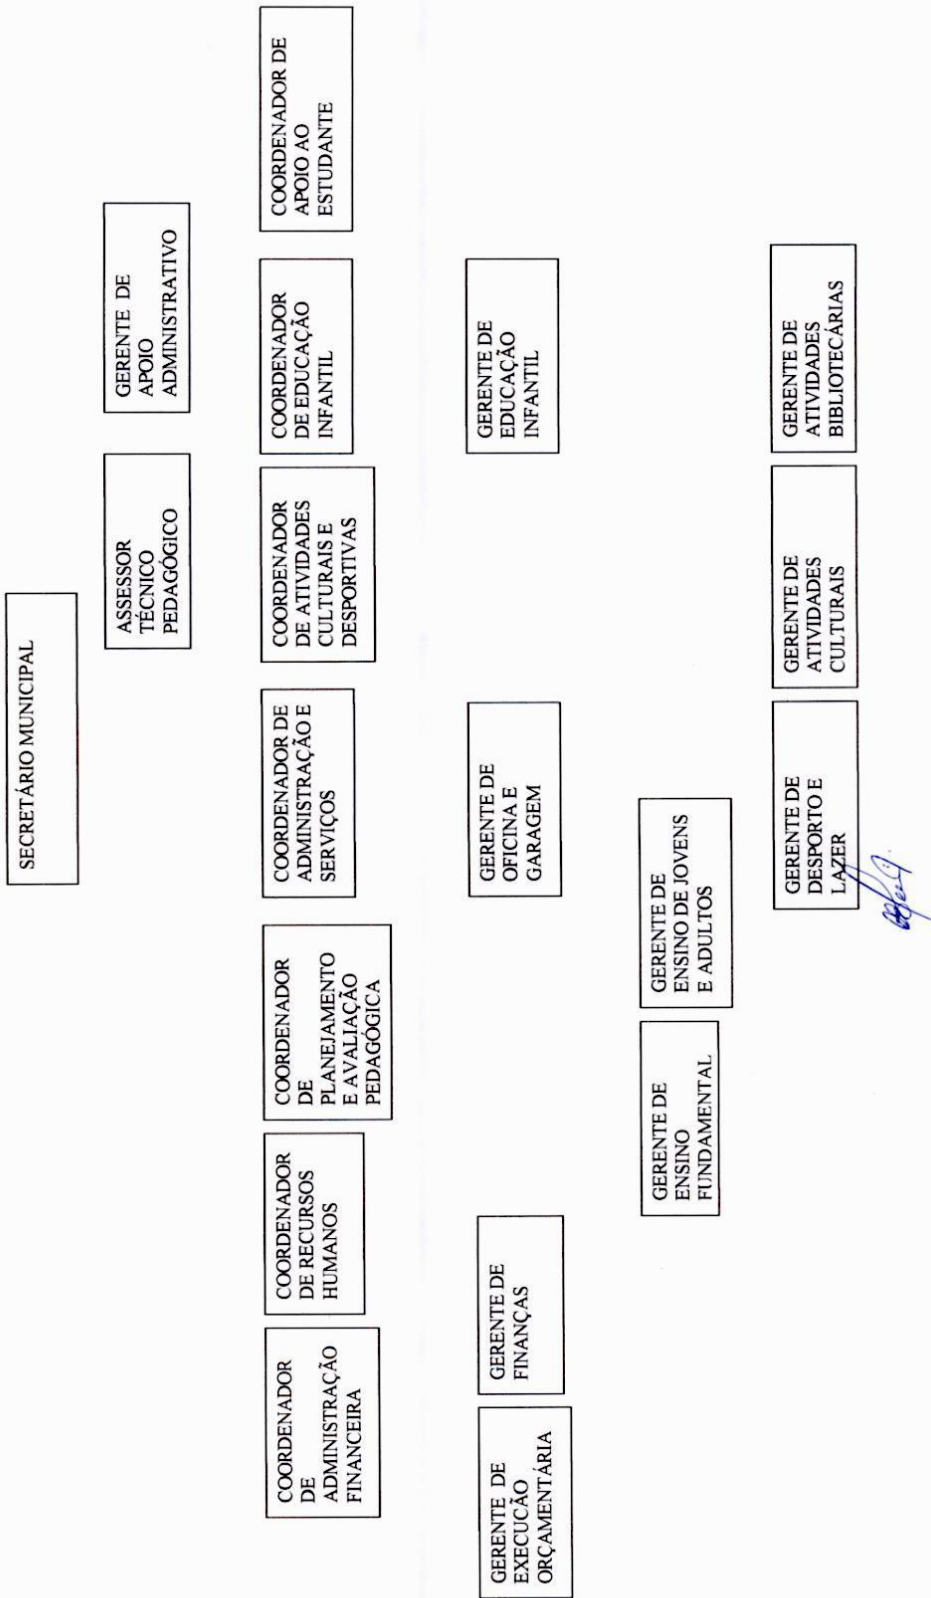 SECRETÁRIO MUNICIPAL
ASSESSOR
TÉCNICO
PEDAGÓGICO
GERENTE DE
APOIO
ADMINISTRATIVO
COORDENADOR
DE
ADMINISTRAÇÃO
FINANCEIRA
COORDENADOR
DE RECURSOS
HUMANOS
COORDENADOR
DE
PLANEJAMENTO
E AVALIAÇÃO
PEDAGÓGICA
COORDENADOR DE
ADMINISTRAÇÃO E
SERVIÇOS
COORDENADOR
DE ATIVIDADES
CULTURAIS E
DESPORTIVAS
COORDENADOR
DE EDUCAÇÃO
INFANTIL
COORDENADOR DE
APOIO AO
ESTUDANTE
GERENTE DE
EXECUCÃO
ORÇAMENTÁRIA
GERENTE DE
FINANÇAS
GERENTE DE
OFICINA E
GARAGEM
GERENTE DE
EDUCAÇÃO
INFANTIL
GERENTE DE
ENSINO
FUNDAMENTAL
GERENTE DE
ENSINO DE JOVENS
E ADULTOS
GERENTE DE
DESPORTO E
LAZER
GERENTE DE
ATIVIDADES
CULTURAIS
GERENTE DE
ATIVIDADES
BIBLIOTECÁRIAS